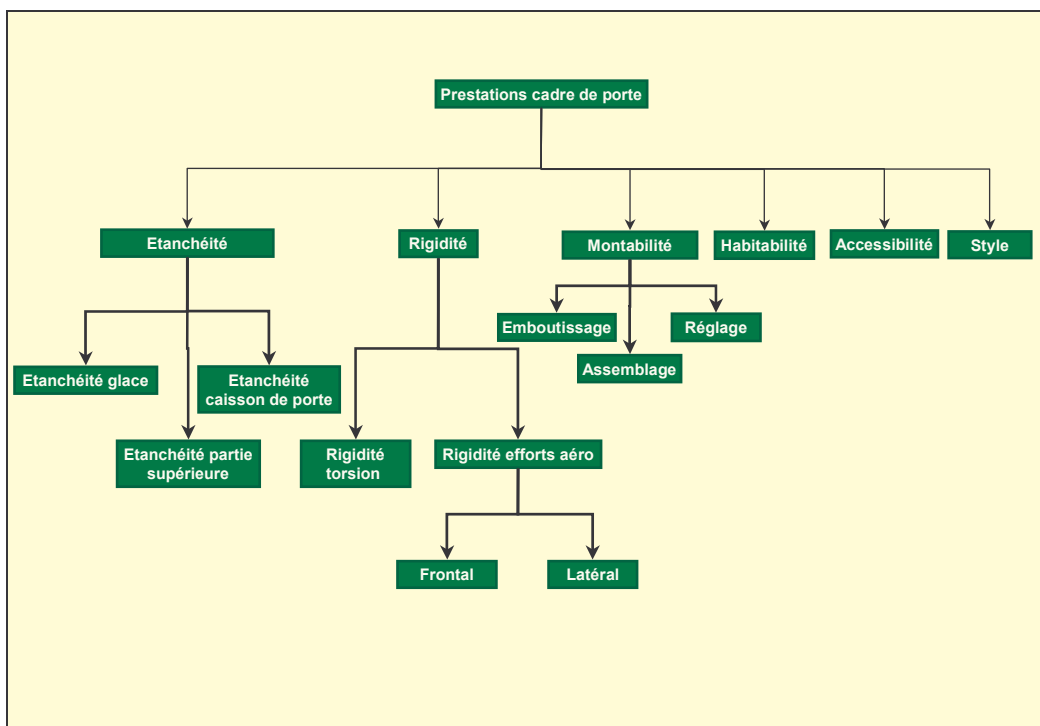 Prestations cadre de porte
Etanchéité
Rigidité
Montabilité
Habitabilité
Accessibilité
Style
Emboutissage
Réglage
Assemblage
Etanchéité glace
Etanchéité
caisson de porte
Etanchéité partie
supérieure
Rigidité
torsion
Rigidité efforts aéro
Frontal
Latéral